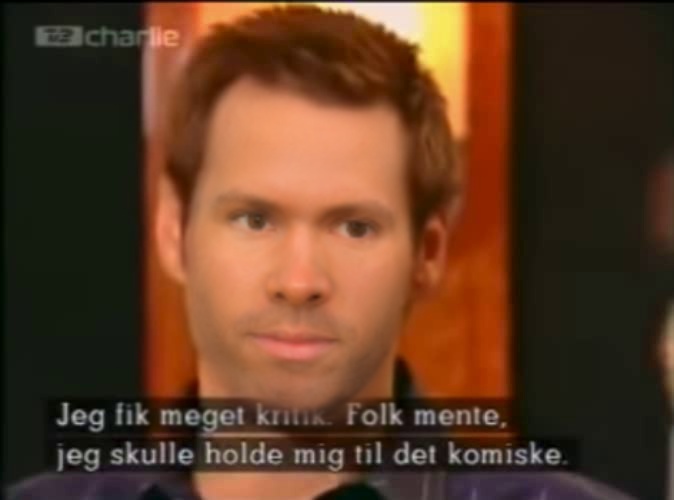 charlie
Jeg fik meget kritik. Folk mente,
jeg skulle holde mig til det komiske.